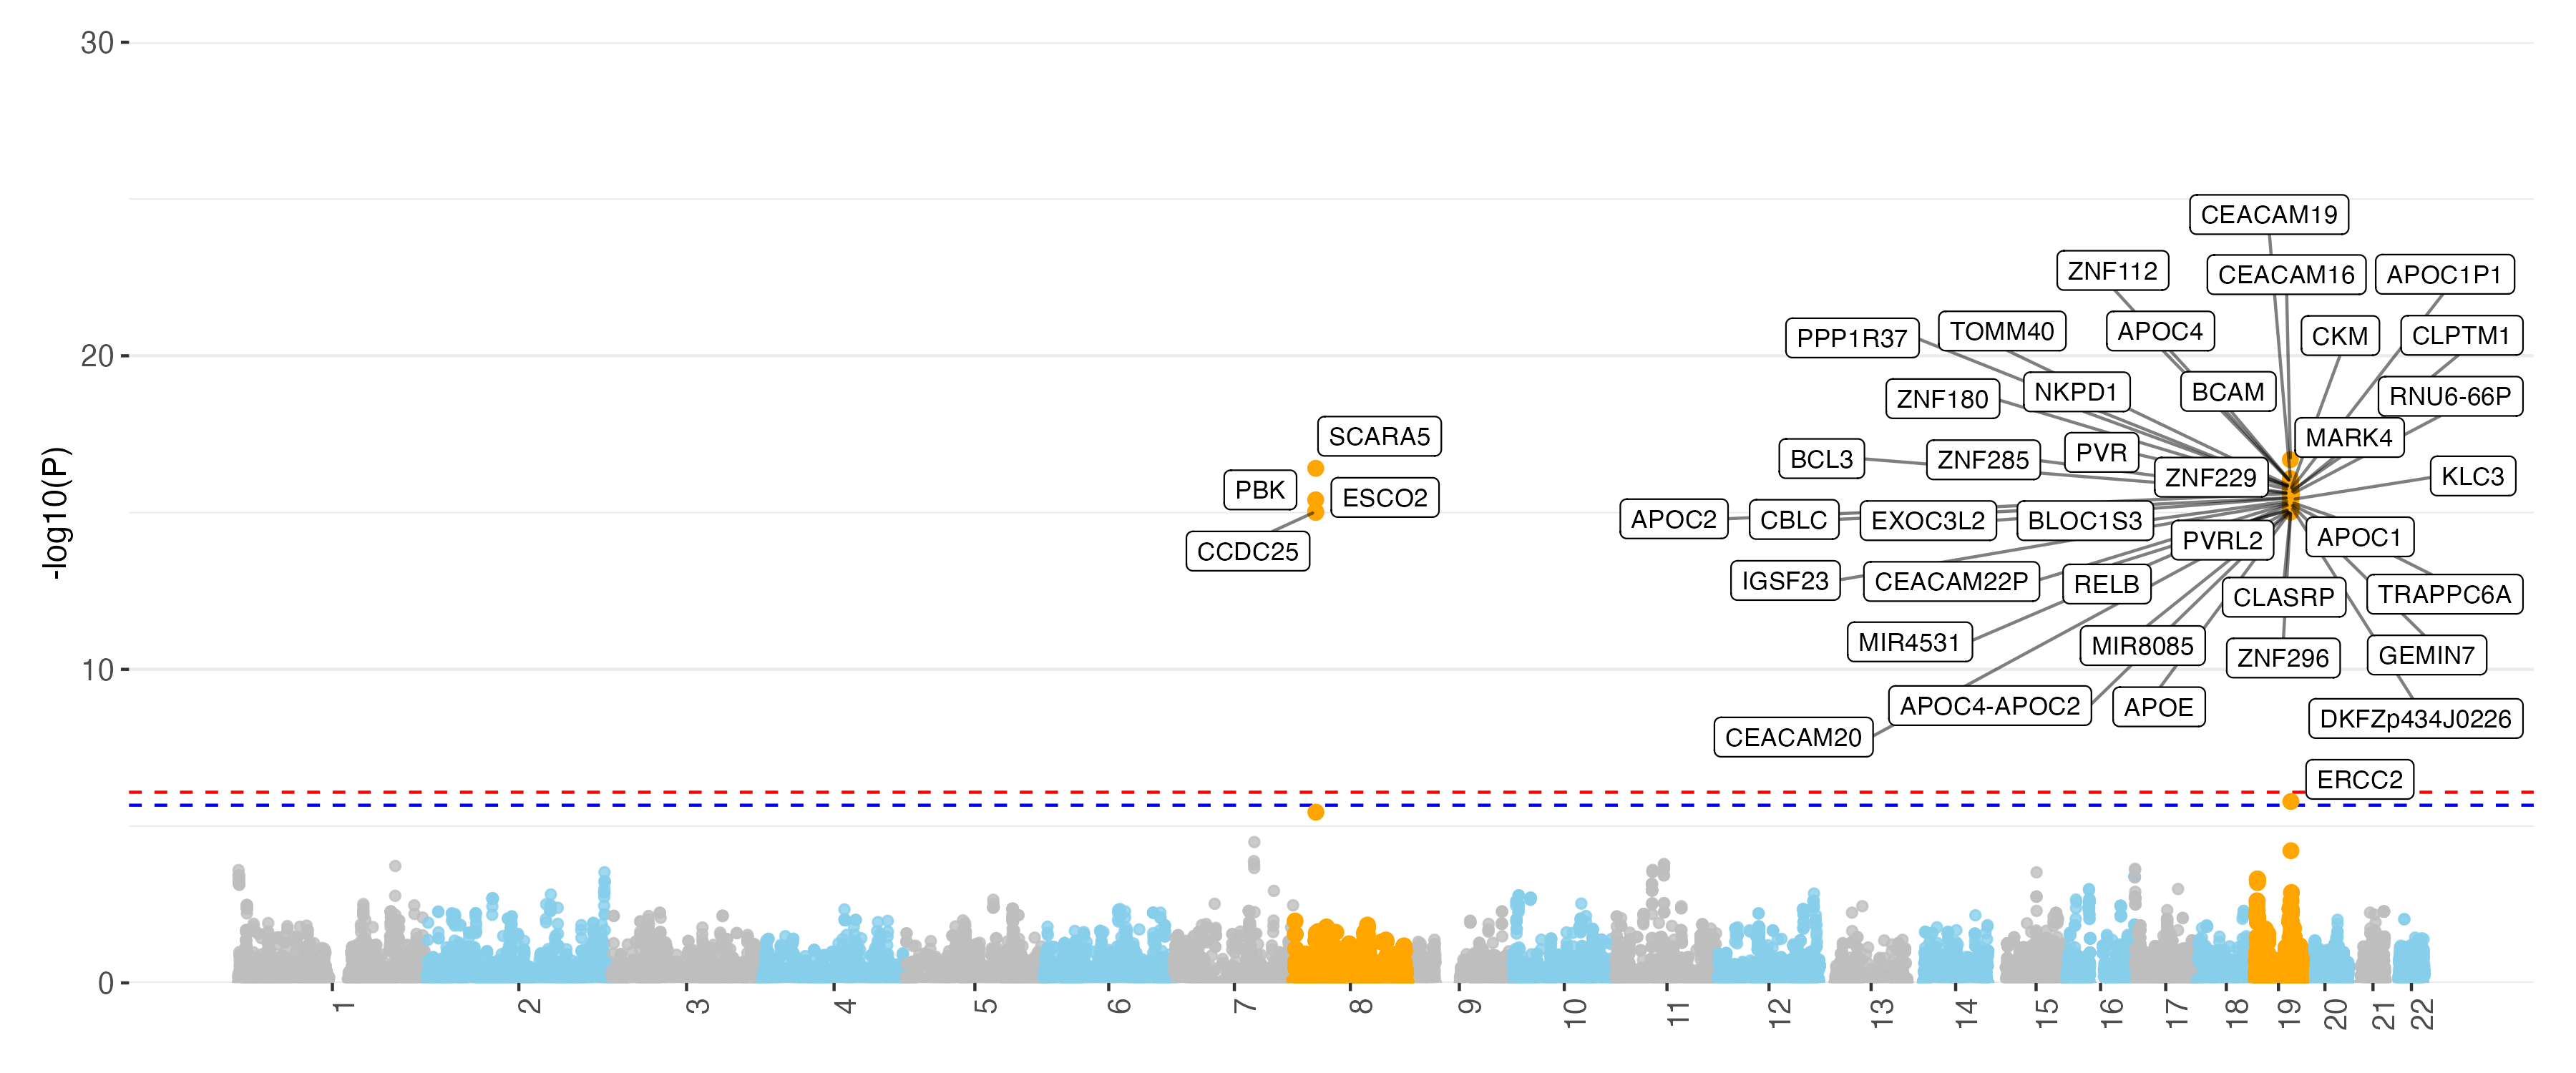 30
CEACAM19
ZNF112
CEACAM16
APOC1P1
PPP1R37
TOMM40
APOC4
CKM
CLPTM1
20
ZNF180
NKPD1
BCAM
RNU6-66P
SCARA5
MARK4
BCL3
ZNF285
PVR
ZNF229
KLC3
PBK
ESCO2
APOC2
CBLC
EXOC3L2
BLOC1S3
-log10(P)
CCDC25
PVRL2
APOC1
IGSF23
CEACAM22P
RELB
CLASRP
TRAPPC6A
MIR4531
MIR8085
ZNF296
GEMIN7
10
APOC4-APOC2
APOE
DKFZp434J0226
CEACAM20
ERCC2
0
1
2
3
4
5
6
7
8
9
10
11
12
13
14
15
16
17
18
19
20
21
22